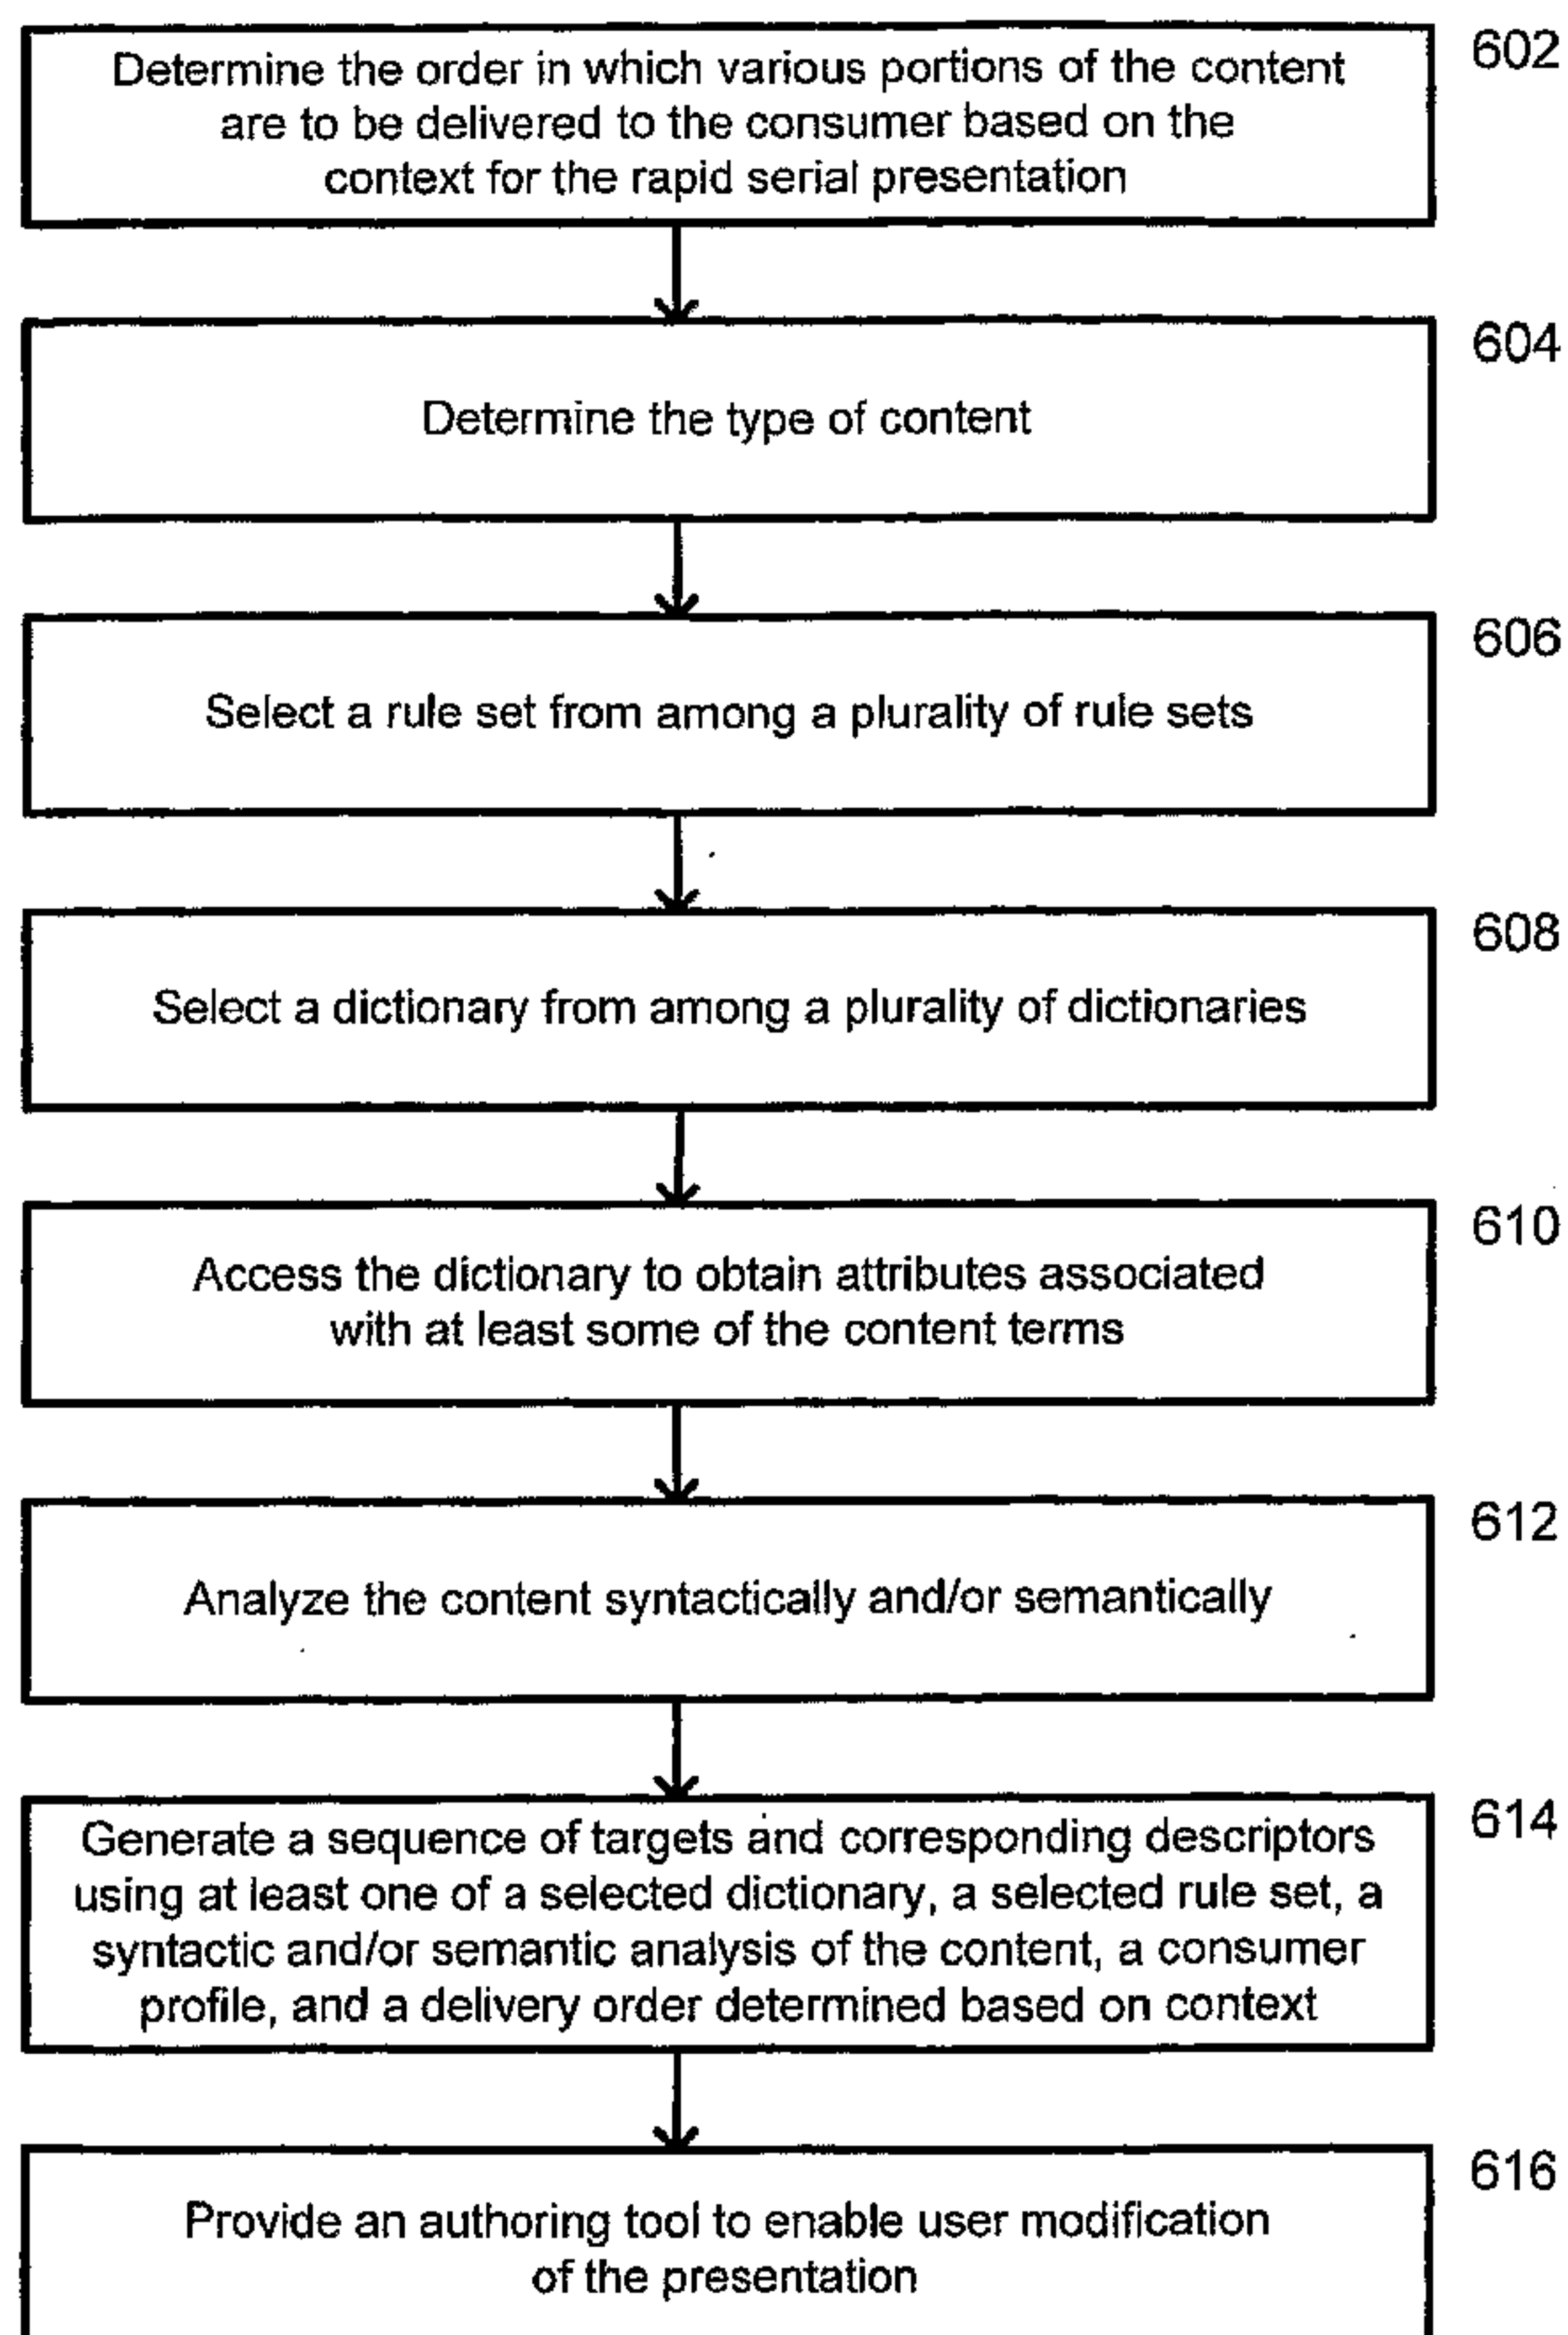 602
Determine the order in which various portions of the content
are to be delivered to the consumer based on the
context for the rapid serial presentation
604
Determine the type of content
606
Select a rule set from among a plurality of rule sets
608
Select a dictionary from among a plurality of dictionaries
610
Access the dictionary to obtain attributes associated
with at least some of the content terms
612
Analyze the content syntactically and/or semantically
614
Generate a sequence of targets and corresponding descriptors
using at least one of a selected dictionary, a selected rule set, a
syntactic and/or semantic analysis of the content, a consumer
profile, and a delivery order determined based on context
616
Provide an authoring tool to enable user modification
of the presentation